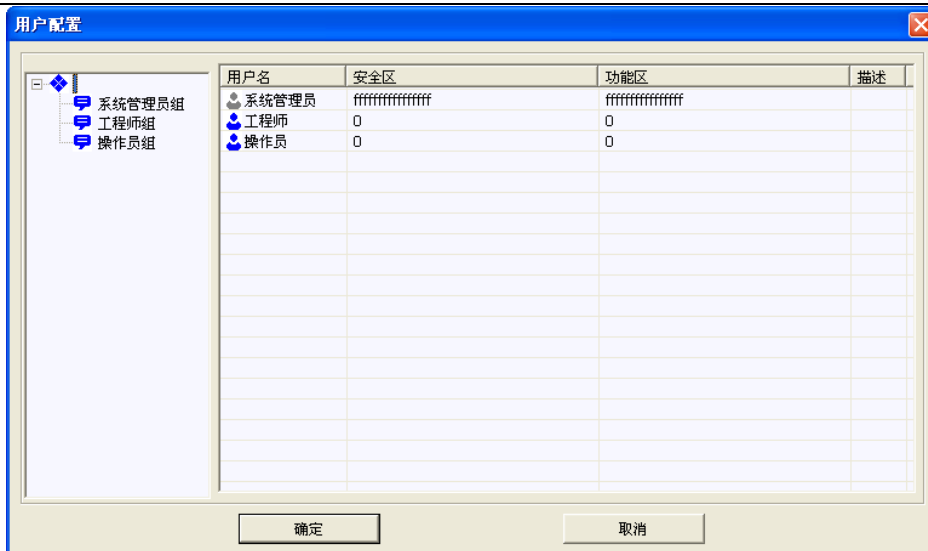 用户配置
系统管理员组
工程师组
操作员组
用户名 安全区 功能区 描述
系统管理员 ffffffffffffffff ffffffffffffffff
工程师 0 0
操作员 0 0
确定 取消